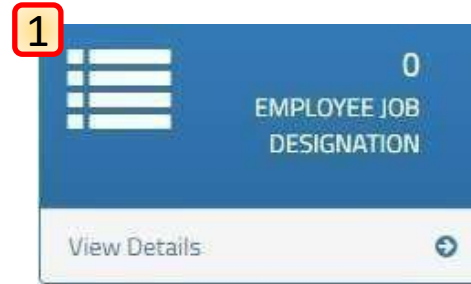 1
0
EMPLOYEE JOB
DESIGNATION
View Details